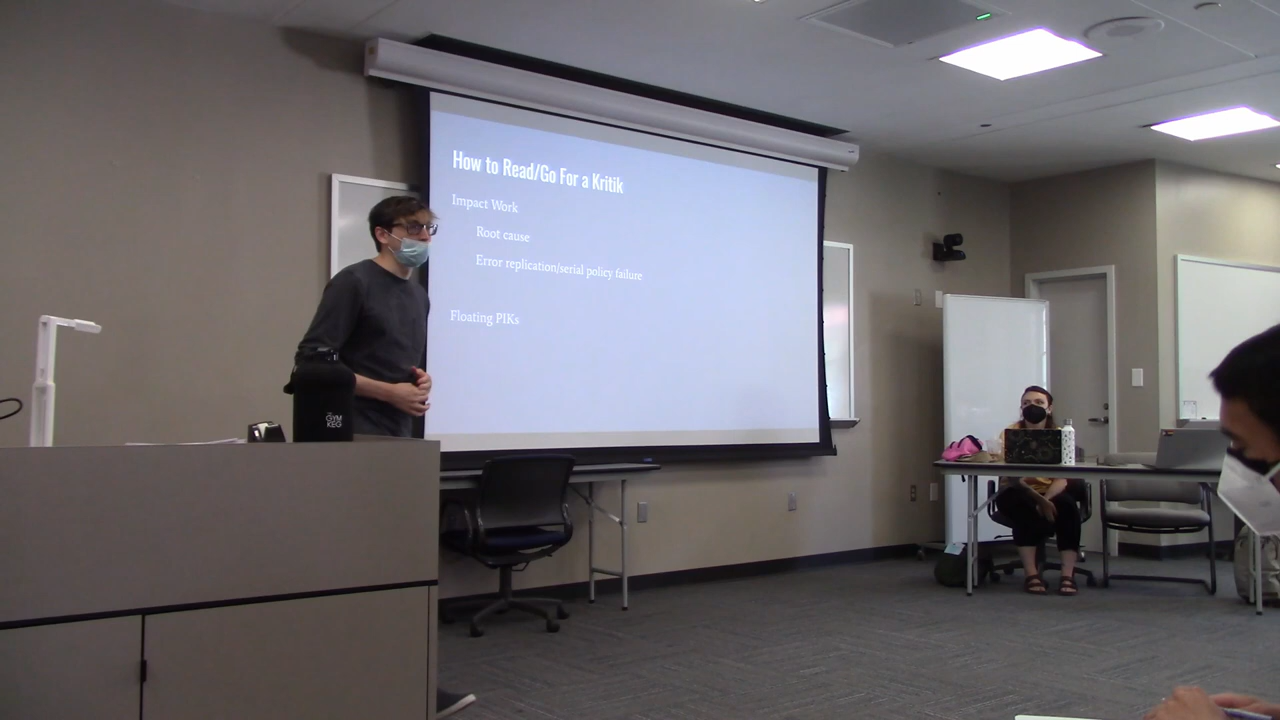 How to Read/Go For a Kritik
Impact Work
Root cause
Error replication/serial policy failure
Floating PIKs
THE
GYM
KEG